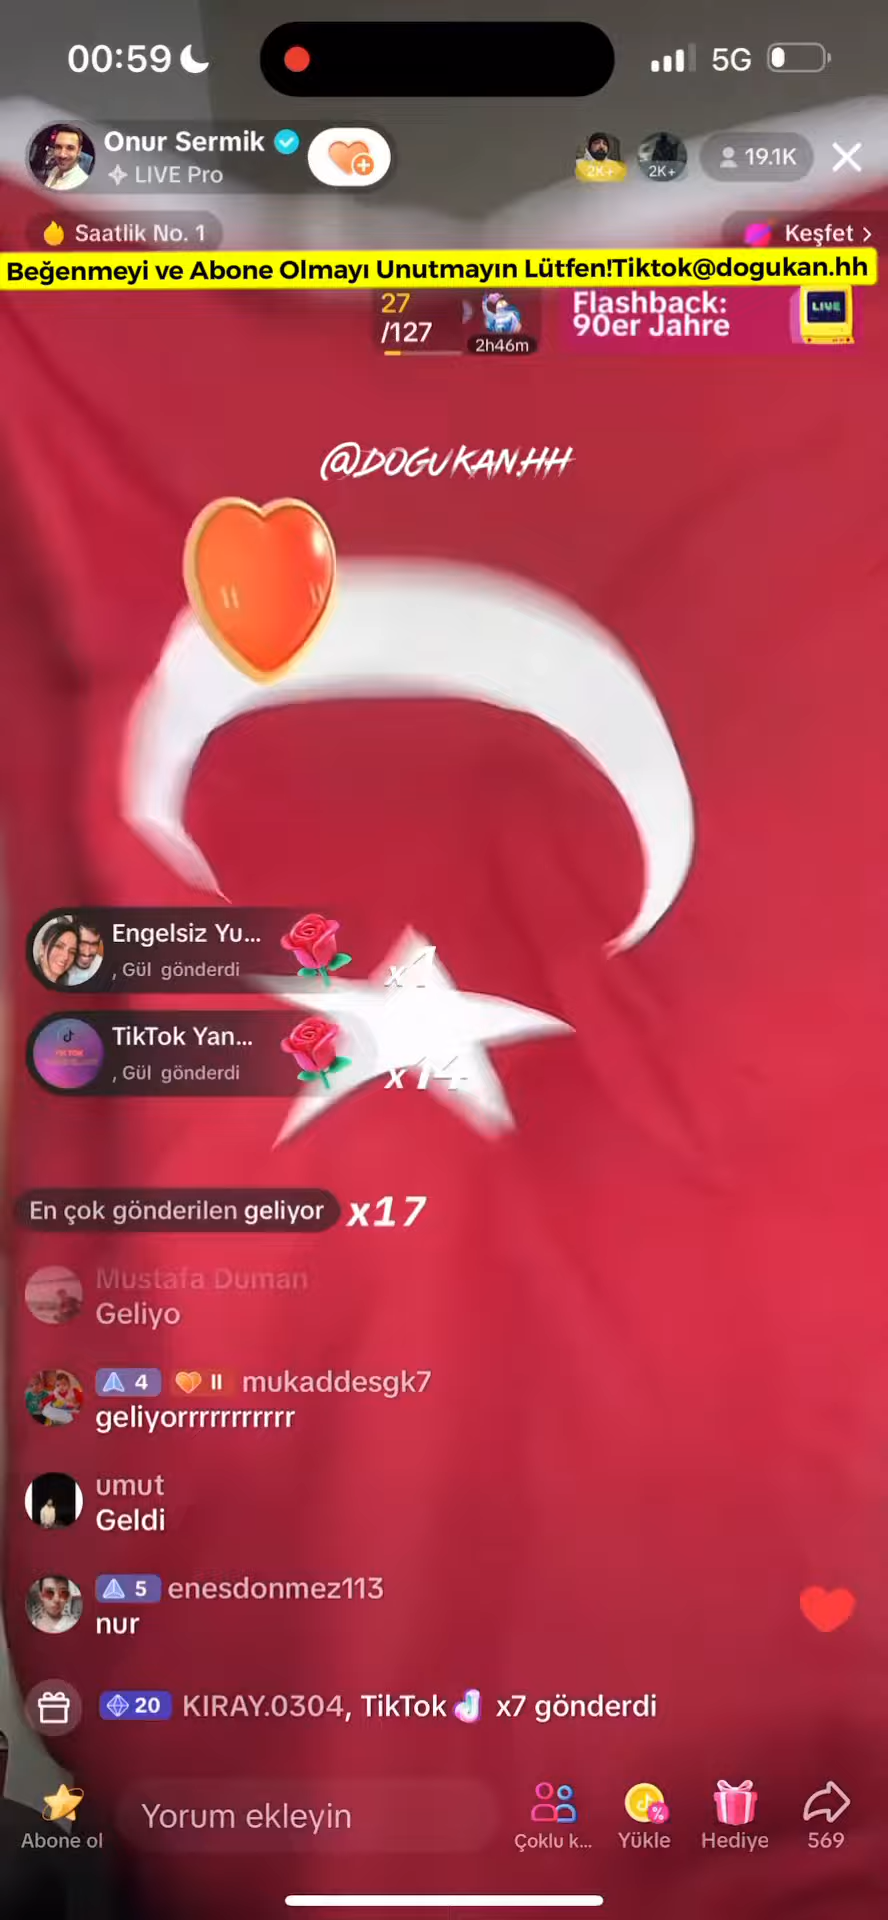 00:59
5G
Onur Sermik
LIVE Pro
2K+
2K+
19.1K
Saatlik No. 1
Keşfet >
Beğenmeyi ve Abone Olmayı Unutmayın Lütfen!Tiktok@dogukan.hh
27
/127
2h46m
Flashback:
90er Jahre
LIVE
@DOGUKAN.HH
Engelsiz Yu...
, Gül gönderdi
x1
TikTok Yan...
, Gül gönderdi
x14
En çok gönderilen geliyor x17
Mustafa Duman
Geliyo
4 II mukaddesgk7
geliyorrrrrrrrrrr
umut
Geldi
5 enesdonmez113
nur
20 KIRAY.0304, TikTok x7 gönderdi
Abone ol
Yorum ekleyin
Çoklu k...
Yükle
Hediye
569